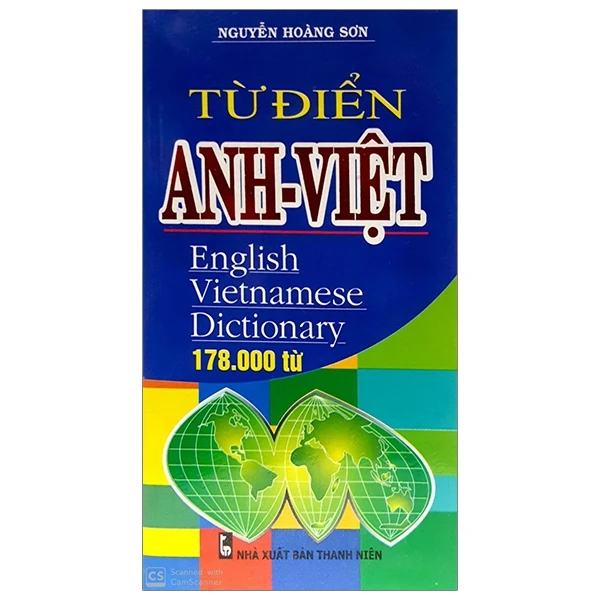 NGUYỄN HOÀNG SƠN
TỪ ĐIỂN
ANH-VIỆT
English
Vietnamese
Dictionary
178.000 từ
NHÀ XUẤT BẢN THANH NIÊN
CS Scanned with
CamScanner